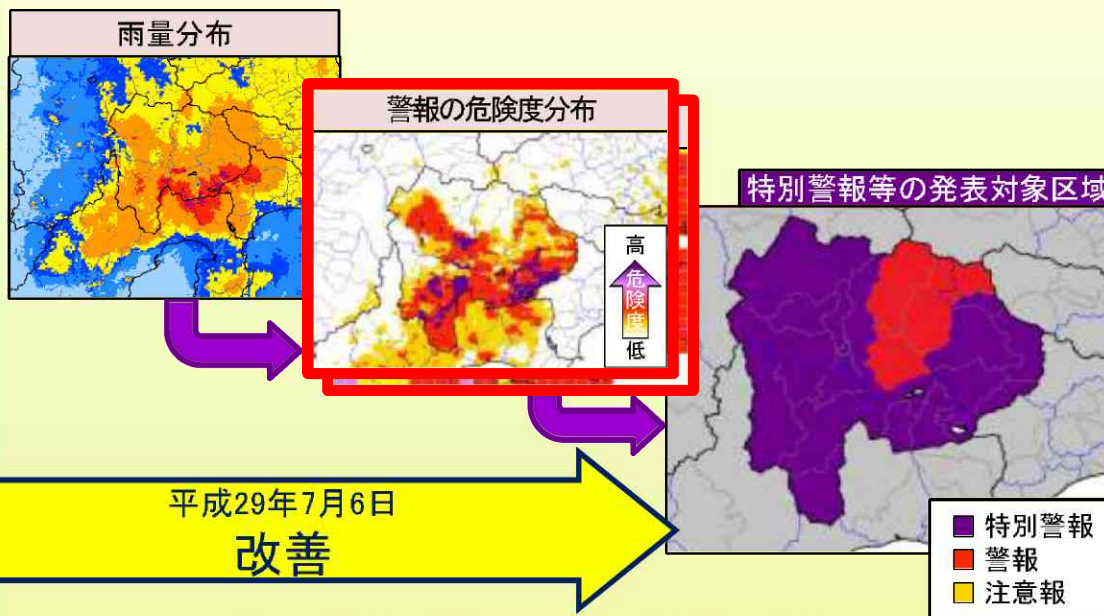 雨量分布
警報の危険度分布
高
危険度
低
特別警報等の発表対象区域
平成29年7月6日
改善
特別警報
警報
注意報